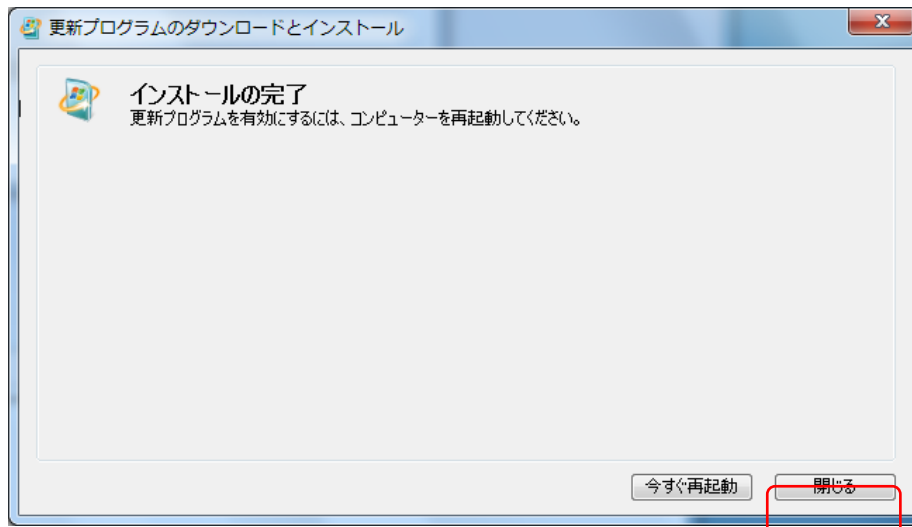 更新プログラムのダウンロードとインストール
インストールの完了
更新プログラムを有効にするには、コンピューターを再起動してください。
今すぐ再起動
閉じる